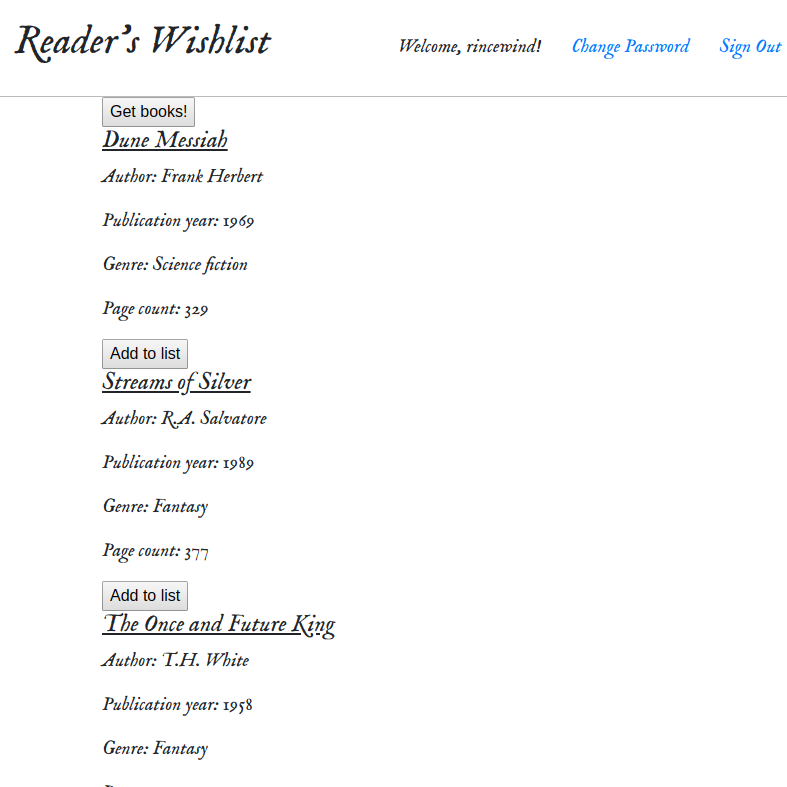 Reader's Wishlist
Welcome, rincewind! Change Password Sign Out
Get books!
Dune Messiah
Author: Frank Herbert
Publication year: 1969
Genre: Science fiction
Page count: 329
Add to list
Streams of Silver
Author: R.A. Salvatore
Publication year: 1989
Genre: Fantasy
Page count: 377
Add to list
The Once and Future King
Author: T.H. White
Publication year: 1958
Genre: Fantasy